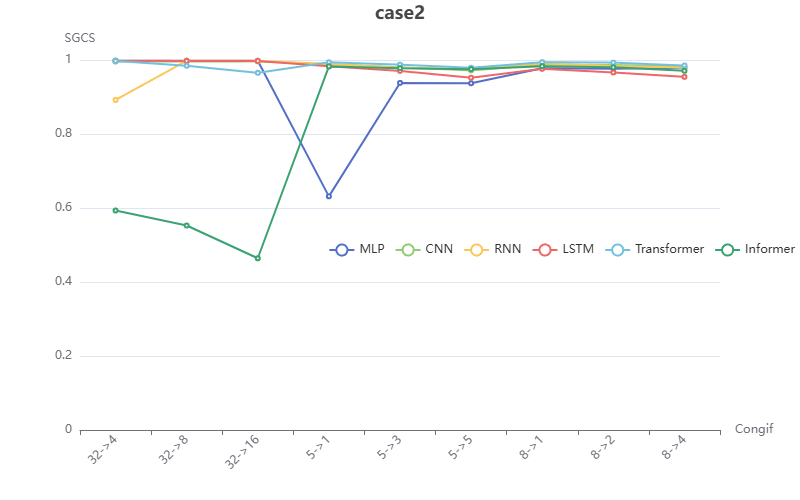 case2
SGCS
1
0.8
0.6
MLP CNN RNN LSTM Transformer Informer
0.4
0.2
0
Congif
32->4 32->8 32->16 5->1 5->3 5->5 8->1 8->2 8->4